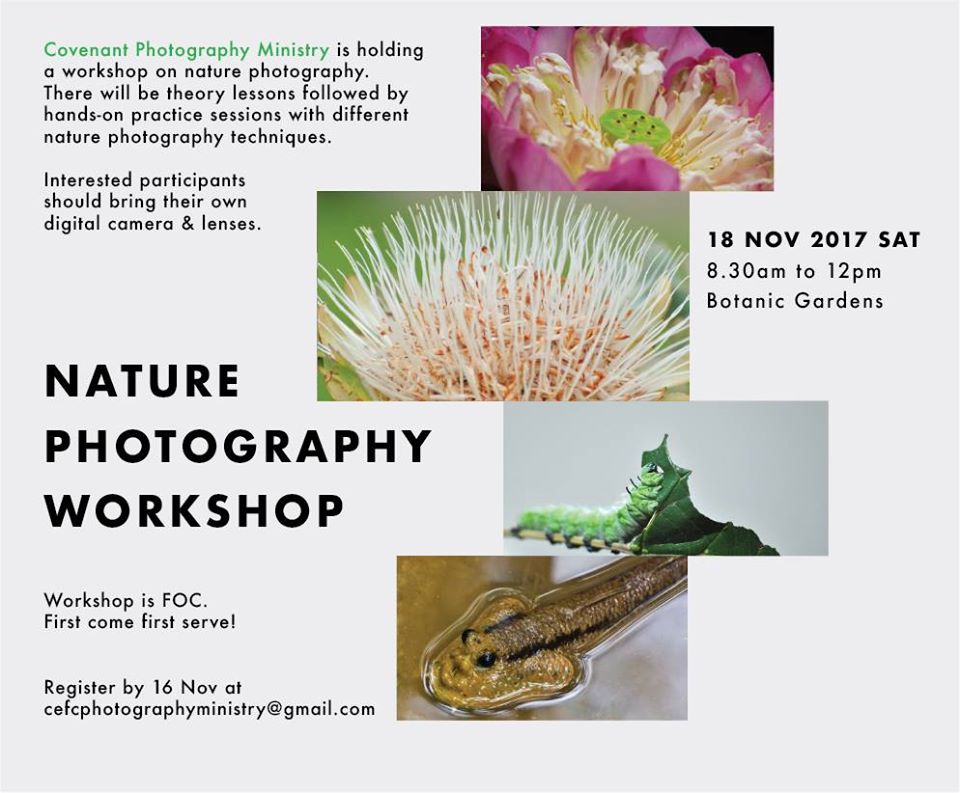 Covenant Photography Ministry is holding
a workshop on nature photography.
There will be theory lessons followed by
hands-on practice sessions with different
nature photography techniques.
Interested participants
should bring their own
digital camera & lenses.
18 NOV 2017 SAT
8.30am to 12pm
Botanic Gardens
NATURE
PHOTOGRAPHY
WORKSHOP
Workshop is FOC.
First come first serve!
Register by 16 Nov at
cefcphotographyministry@gmail.com